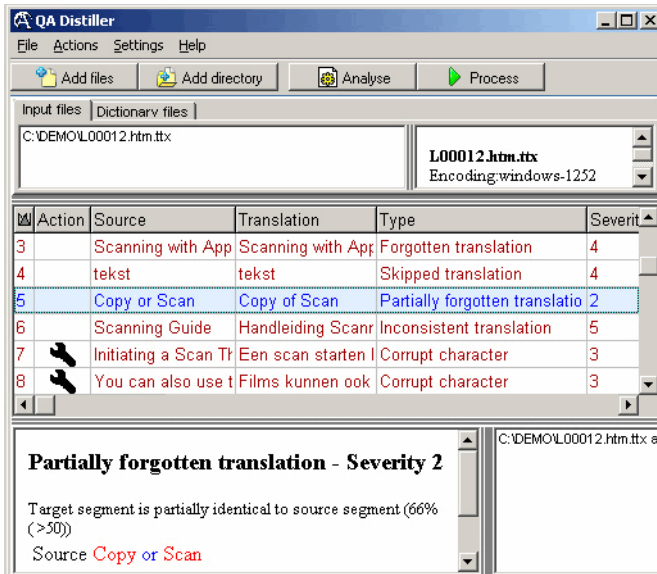 QA Distiller
File Actions Settings Help
Add files Add directory Analyse Process
Input files Dictionary files
C:\DEMO\L00012.htm.ttx
L00012.htm.ttx
Encoding:windows-1252
Action Source Translation Type Severit
3 Scanning with App Scanning with App Forgotten translation 4
4 tekst tekst Skipped translation 4
5 Copy or Scan Copy of Scan Partially forgotten translatio 2
6 Scanning Guide Handleiding Scanr Inconsistent translation 5
7 Initiating a Scan Th Een scan starten l Corrupt character 3
8 You can also use t Films kunnen ook Corrupt character 3
Partially forgotten translation - Severity 2
Target segment is partially identical to source segment (66%
(>50))
Source Copy or Scan
C:\DEMO\L00012.htm.ttx a